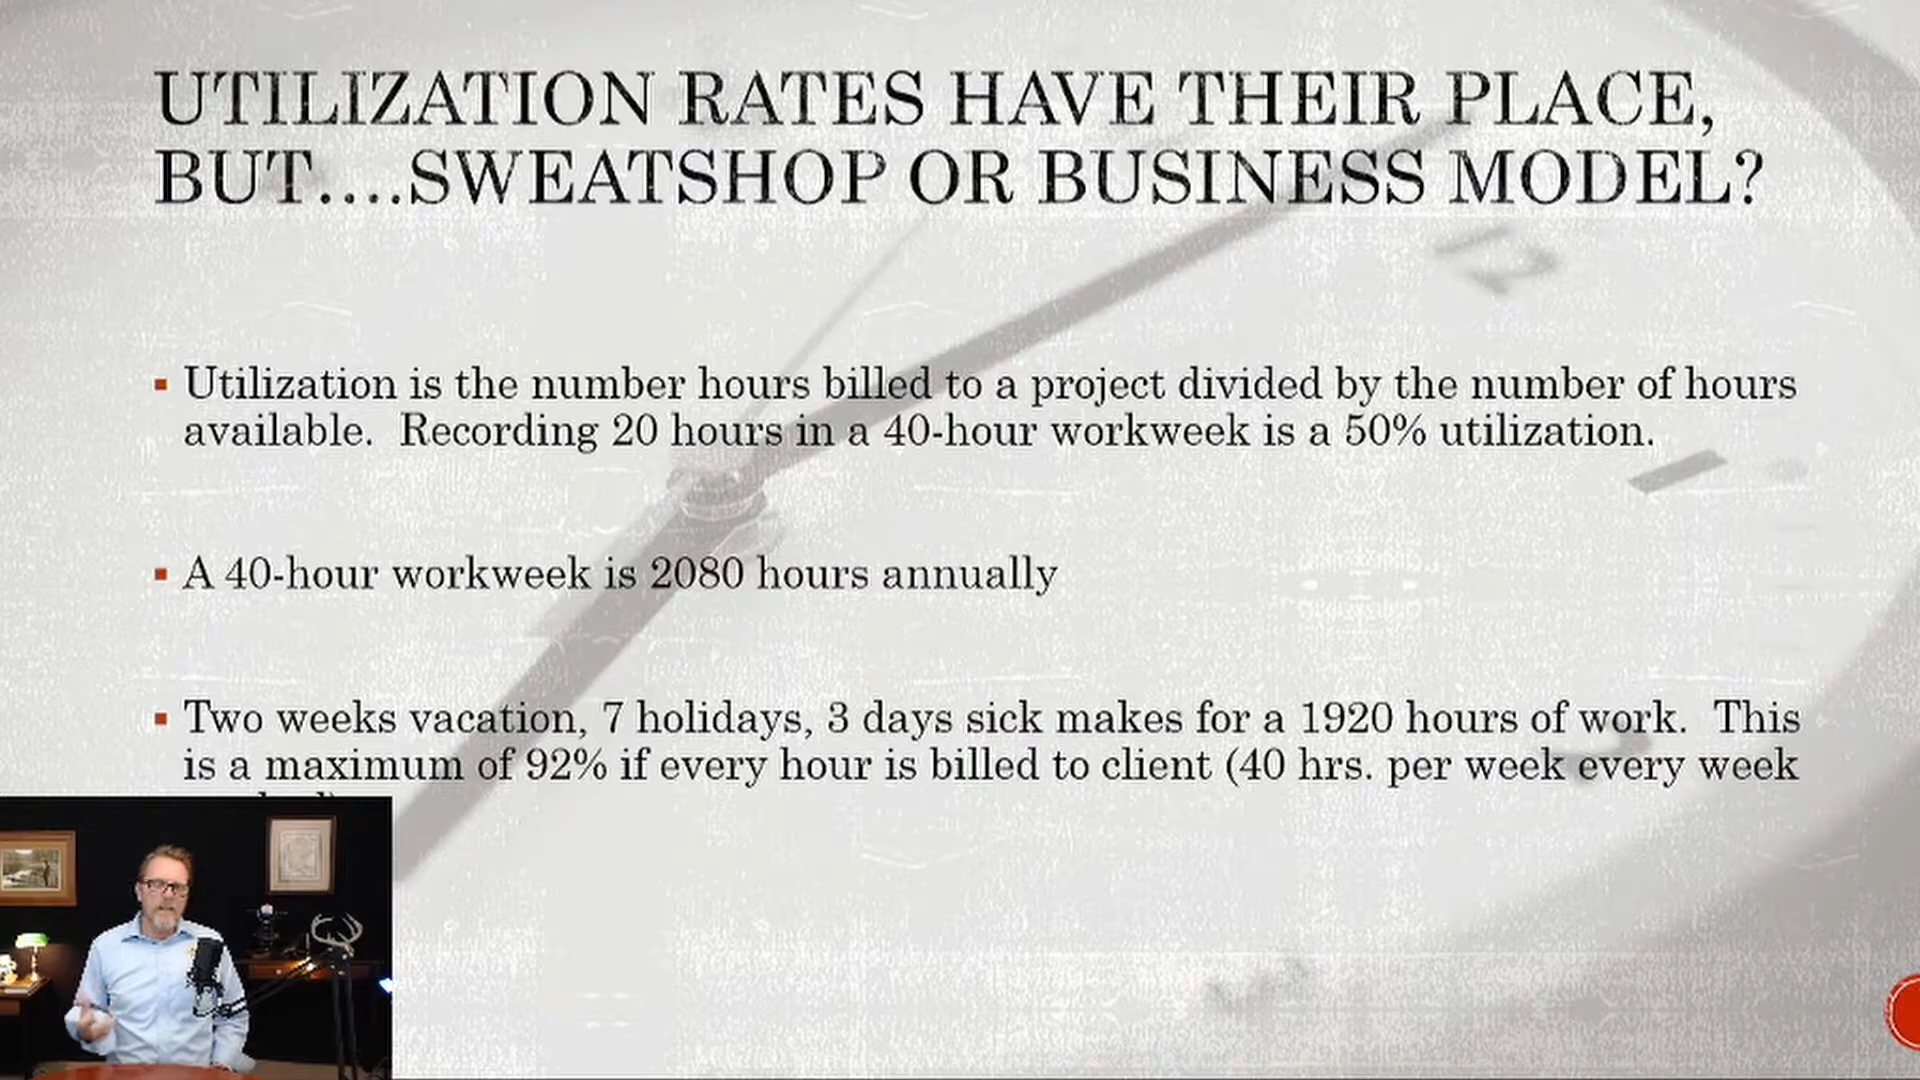 UTILIZATION RATES HAVE THEIR PLACE,
BUT....SWEATSHOP OR BUSINESS MODEL?
Utilization is the number hours billed to a project divided by the number of hours
available. Recording 20 hours in a 40-hour workweek is a 50% utilization.
A 40-hour workweek is 2080 hours annually
Two weeks vacation, 7 holidays, 3 days sick makes for a 1920 hours of work. This
is a maximum of 92% if every hour is billed to client (40 hrs. per week every week
12